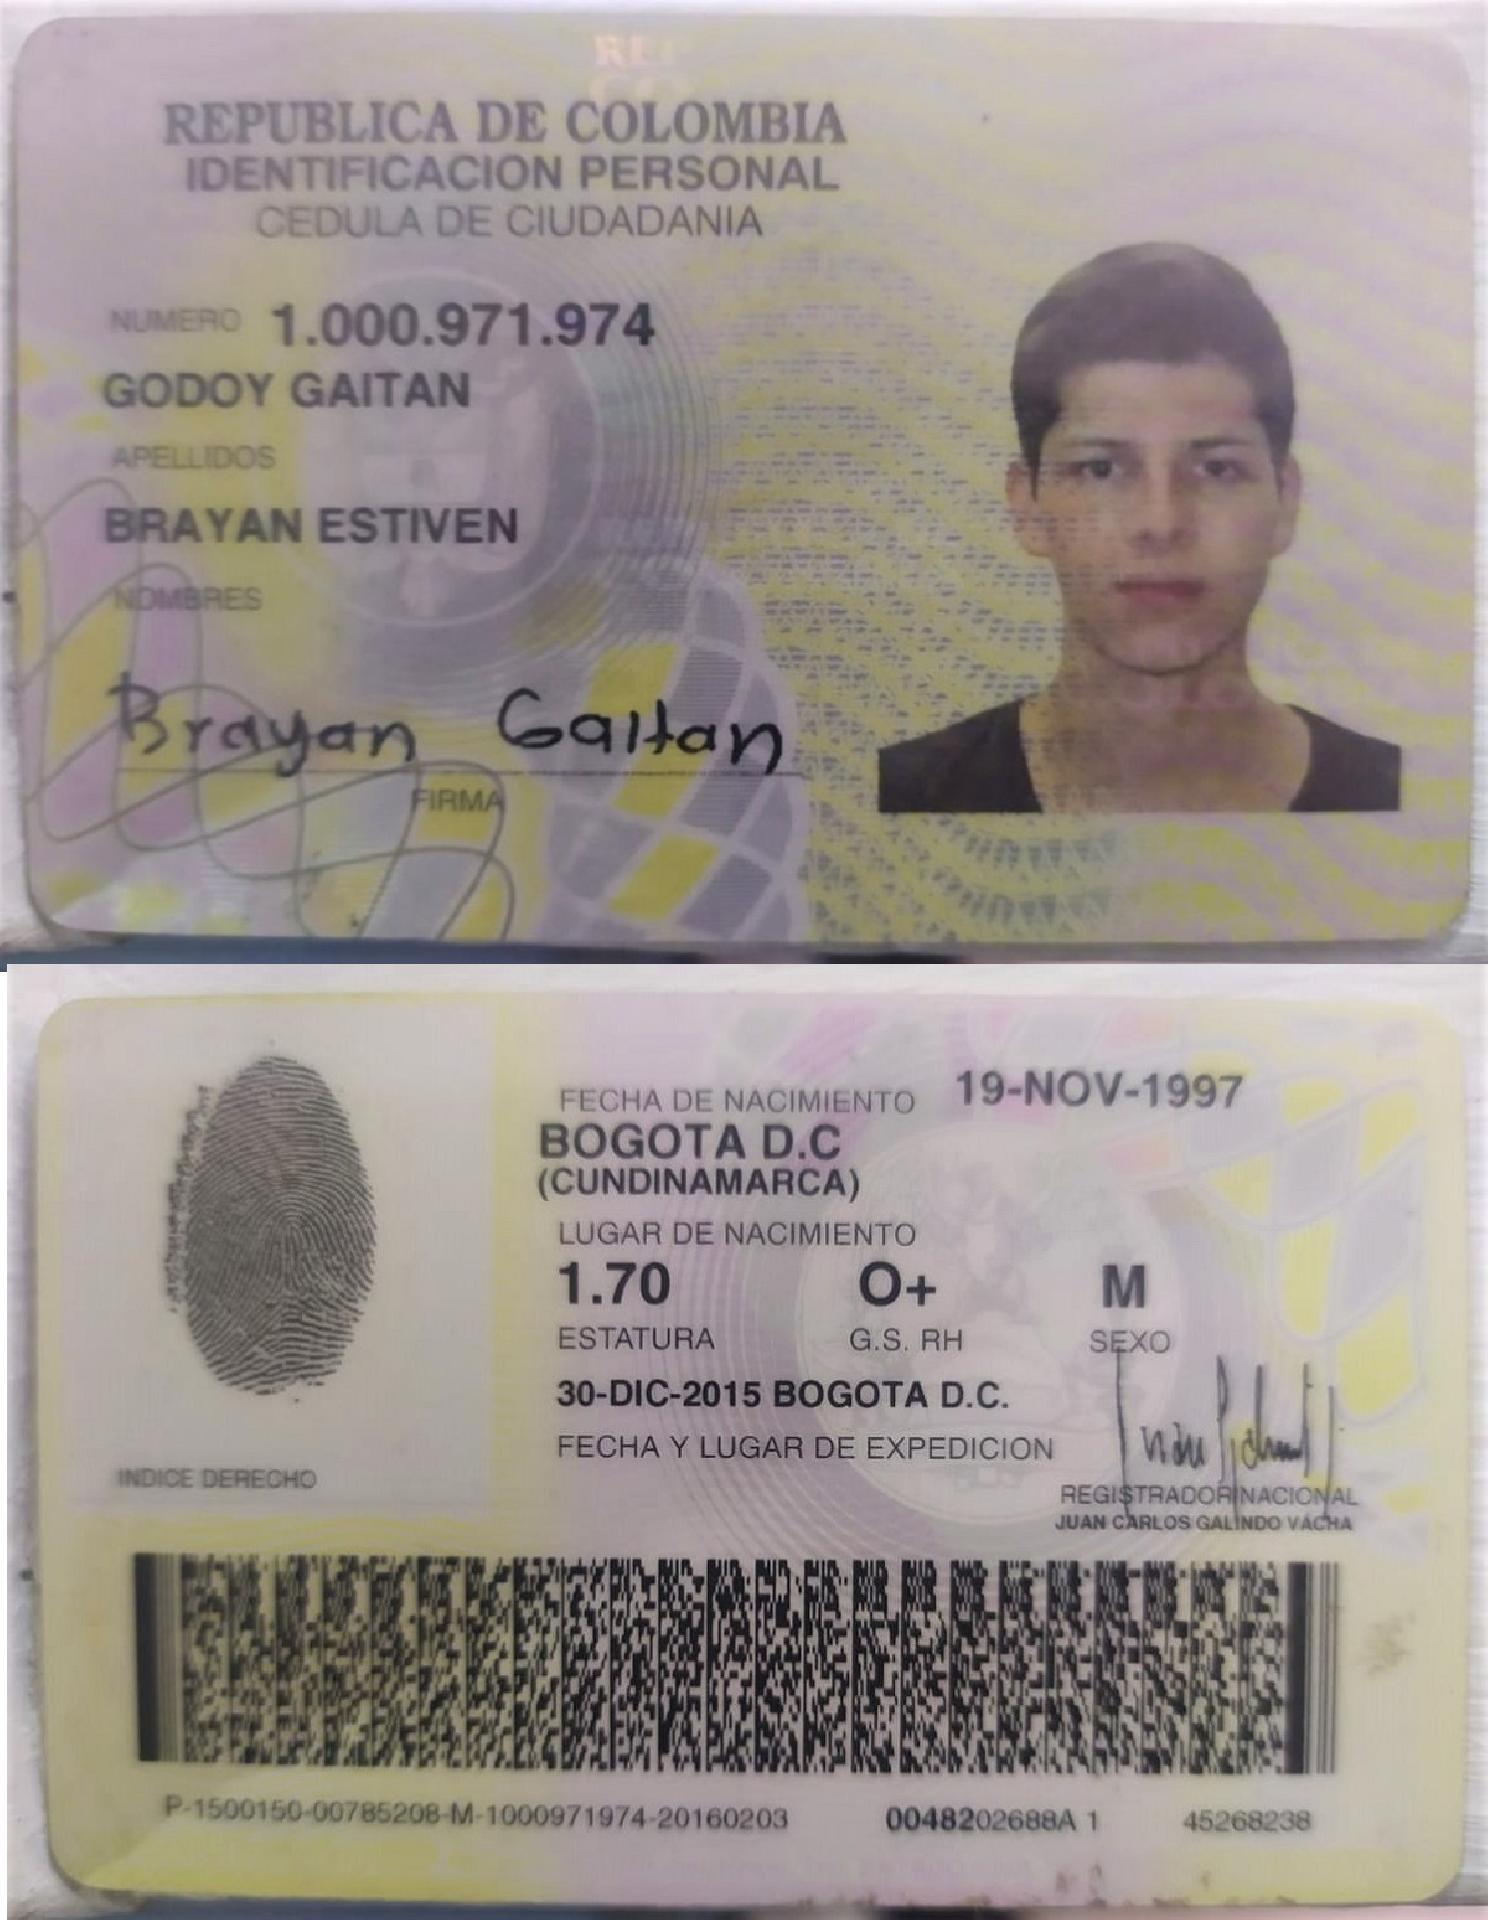 REPUBLICA DE COLOMBIA
IDENTIFICACION PERSONAL
CEDULA DE CIUDADANIA
NUMERO 1.000.971.974
GODOY GAITAN
APELLIDOS
BRAYAN ESTIVEN
NOMBRES
Brayan Gaitan
FIRMA
FECHA DE NACIMIENTO 19-NOV-1997
BOGOTA D.C
(CUNDINAMARCA)
LUGAR DE NACIMIENTO
1.70 O+ M
ESTATURA G.S. RH SEXO
30-DIC-2015 BOGOTA D.C.
FECHA Y LUGAR DE EXPEDICION
INDICE DERECHO
REGISTRADOR NACIONAL
JUAN CARLOS GALINDO VÁCHA
P-1500150-00785208-M-1000971974-20160203 0048202688A 1 45268238